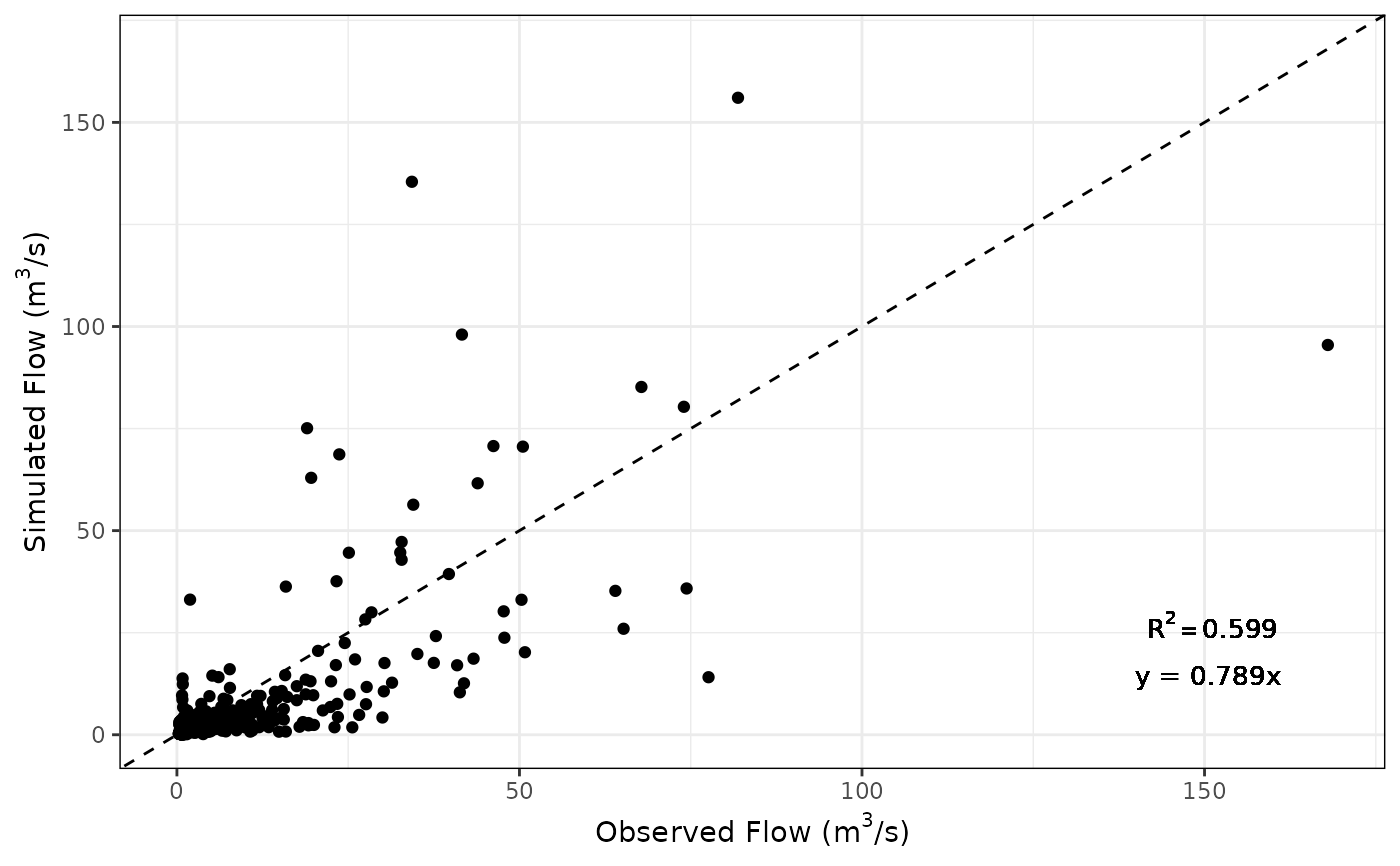 150
100
50
0
Simulated Flow (m³/s)
R² = 0.599
y = 0.789x
0 50 100 150
Observed Flow (m³/s)